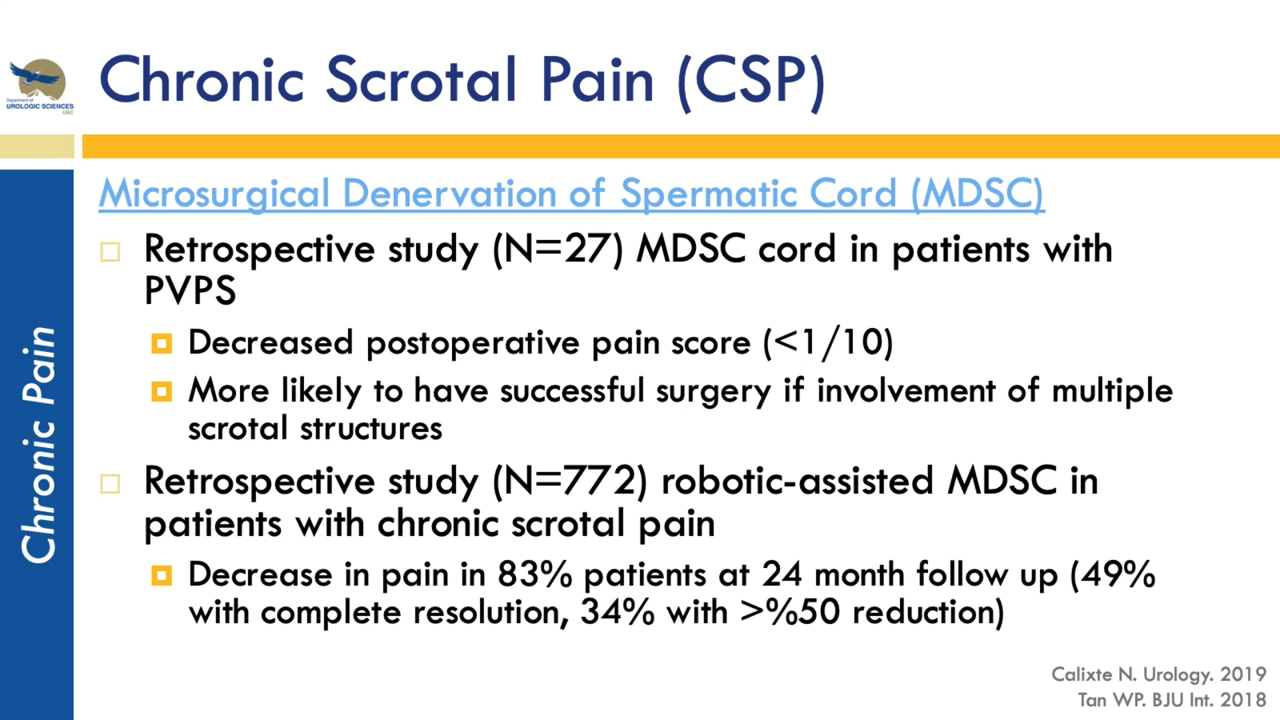 Department of
UROLOGIC SCIENCES
UBC
Chronic Scrotal Pain (CSP)
Chronic Pain
Microsurgical Denervation of Spermatic Cord (MDSC)
Retrospective study (N=27) MDSC cord in patients with
PVPS
Decreased postoperative pain score (<1/10)
More likely to have successful surgery if involvement of multiple
scrotal structures
Retrospective study (N=772) robotic-assisted MDSC in
patients with chronic scrotal pain
Decrease in pain in 83% patients at 24 month follow up (49%
with complete resolution, 34% with >%50 reduction)
Calixte N. Urology. 2019
Tan WP. BJU Int. 2018